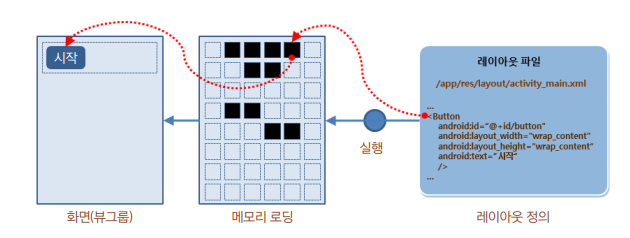 시작
레이아웃 파일
/app/res/layout/activity_main.xml
...
<Button
android:id="@+id/button"
android:layout_width="wrap_content"
android:layout_height="wrap_content"
android:text="시작"
/>
...
실행
화면(뷰그룹)
메모리 로딩
레이아웃 정의